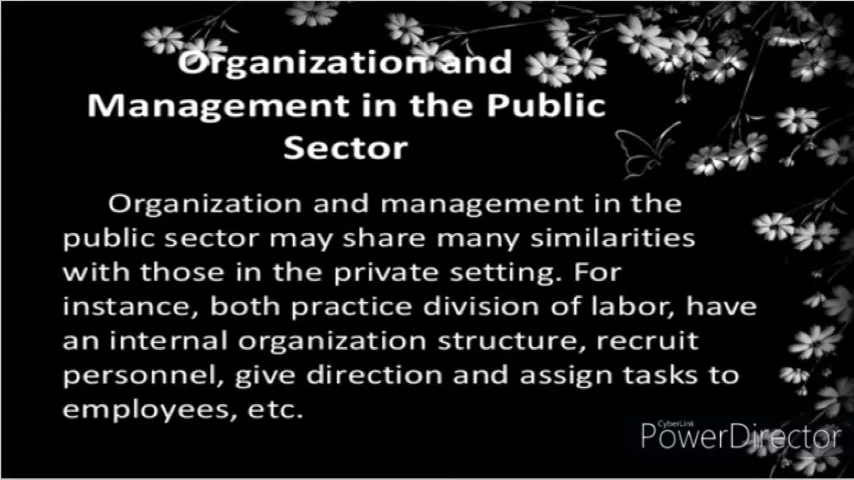 Organization and
Management in the Public
Sector
Organization and management in the
public sector may share many similarities
with those in the private setting. For
instance, both practice division of labor, have
an internal organization structure, recruit
personnel, give direction and assign tasks to
employees, etc.
CyberLink
PowerDirector